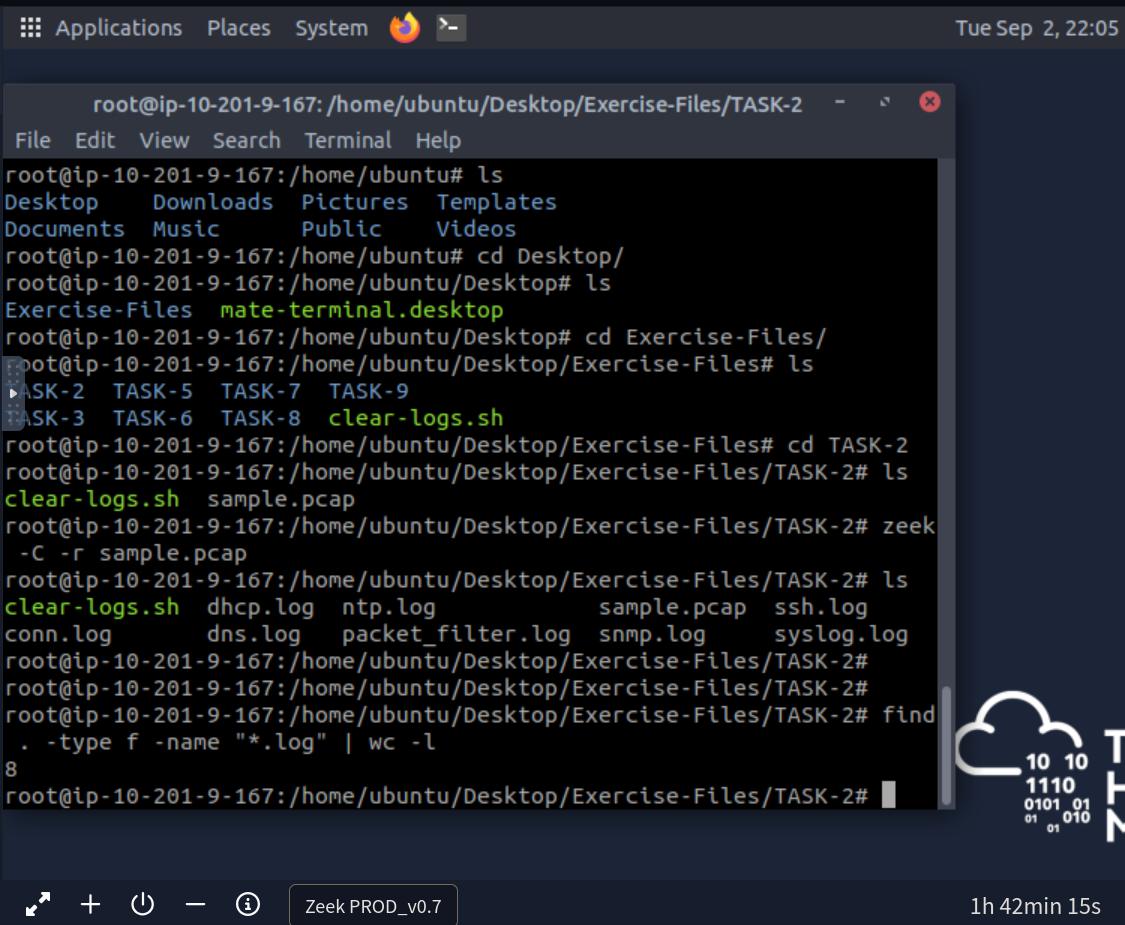 Applications Places System Tue Sep 2, 22:05
root@ip-10-201-9-167: /home/ubuntu/Desktop/Exercise-Files/TASK-2
File Edit View Search Terminal Help
root@ip-10-201-9-167:/home/ubuntu# ls
Desktop Downloads Pictures Templates
Documents Music Public Videos
root@ip-10-201-9-167:/home/ubuntu# cd Desktop/
root@ip-10-201-9-167:/home/ubuntu/Desktop# ls
Exercise-Files mate-terminal.desktop
root@ip-10-201-9-167:/home/ubuntu/Desktop# cd Exercise-Files/
root@ip-10-201-9-167:/home/ubuntu/Desktop/Exercise-Files# ls
TASK-2 TASK-5 TASK-7 TASK-9
TASK-3 TASK-6 TASK-8 clear-logs.sh
root@ip-10-201-9-167:/home/ubuntu/Desktop/Exercise-Files# cd TASK-2
root@ip-10-201-9-167:/home/ubuntu/Desktop/Exercise-Files/TASK-2# ls
clear-logs.sh sample.pcap
root@ip-10-201-9-167:/home/ubuntu/Desktop/Exercise-Files/TASK-2# zeek
-C -r sample.pcap
root@ip-10-201-9-167:/home/ubuntu/Desktop/Exercise-Files/TASK-2# ls
clear-logs.sh dhcp.log ntp.log sample.pcap ssh.log
conn.log dns.log packet_filter.log snmp.log syslog.log
root@ip-10-201-9-167:/home/ubuntu/Desktop/Exercise-Files/TASK-2#
root@ip-10-201-9-167:/home/ubuntu/Desktop/Exercise-Files/TASK-2#
root@ip-10-201-9-167:/home/ubuntu/Desktop/Exercise-Files/TASK-2# find
. -type f -name "*.log" | wc -l
8
root@ip-10-201-9-167:/home/ubuntu/Desktop/Exercise-Files/TASK-2#
10 10
1110
0101 01
01 010
01
T
H
M
Zeek PROD_v0.7
1h 42min 15s